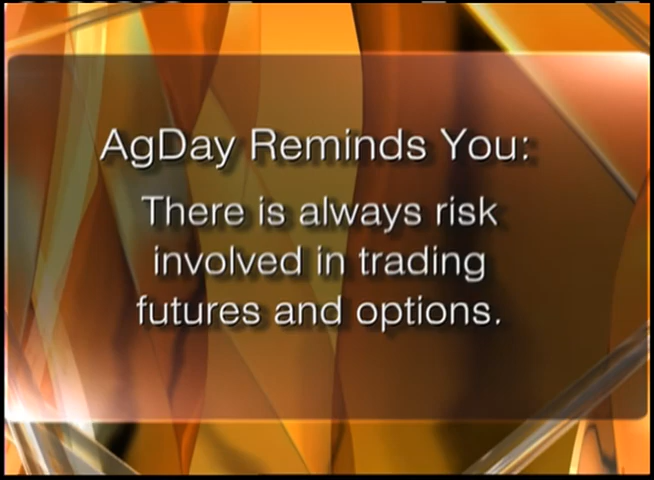 AgDay Reminds You:
There is always risk
involved in trading
futures and options.